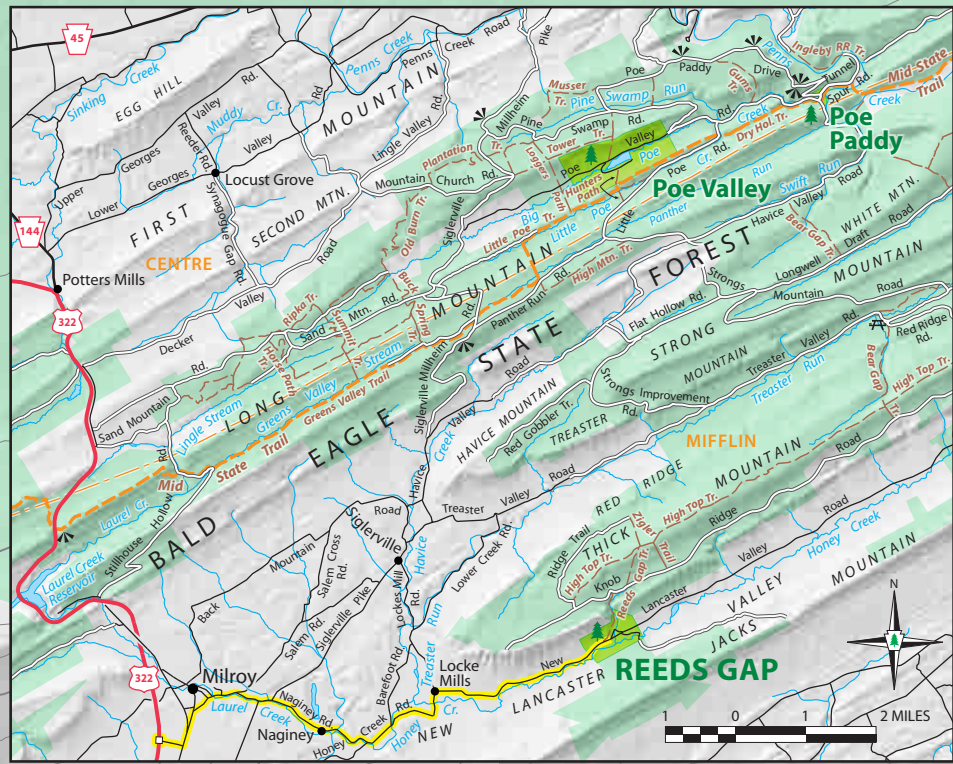 45
Sinking Creek
EGG HILL
Reeder Rd.
Valley Rd.
Muddy Cr.
Upper Georges Valley
Lower Georges Valley Rd
Penns Creek
Penns Creek Road
MOUNTAIN
Lingle Valley Rd.
Millheim Pike
Poe Paddy Drive
Penns Creek
Ingleby RR Tr.
Tunnel Spur Rd.
Mid-State Trail
Musser Tr.
Pine Swamp Run
Gums Tr.
Pine Swamp Rd.
Tower Tr.
Loggers Path
Plantation Tr.
Mountain Church Rd.
Poe Valley Rd.
Poe
Dry Hol. Tr.
Poe Paddy
Hunters Path
Poe Valley
Locust Grove
Synagogue Gap Rd.
FIRST
SECOND MTN.
Old Barn Tr.
Siglerville
Big Poe Cr.
Little Poe Tr.
Little Poe
Little Poe Rd.
Panther Run
Swift Run
Havice Valley Road
WHITE MTN.
Bear Gap Tr.
Longwell Draft Road
144
CENTRE
Potters Mills
322
Decker Valley Road
Ripka Tr.
Summit Tr.
Hose Path Tr.
Sand Mtn. Rd.
Buck Spring Tr.
MOUNTAIN
High Mtn. Tr.
Panther Run Rd.
FOREST
Flat Hollow Rd.
Strongs Mountain Road
MOUNTAIN
STRONG MOUNTAIN
Sand Mountain Rd.
Lingle Stream
LONG
Greens Valley Stream
Greens Valley Trail
Siglerville Millheim Rd.
STATE
Havice Valley Road
Creek
HAVICE MOUNTAIN
Red Gobbler Tr.
TREASTER MOUNTAIN
Strongs Improvement Rd.
Treaster Valley Rd.
Treaster Run
Red Ridge Rd.
Bear Gap Tr.
High Top Tr.
Mid State Trail
EAGLE
MIFFLIN
Laurel Cr.
Stillhouse Hollow Rd.
BALD
Laurel Creek Reservoir
Treaster Valley Road
RED RIDGE
THICK MOUNTAIN
High Top Tr.
Ridge Road
Ridge Trail
High Top Tr.
Zigler Trail
Knob
Reeds Gap Tr.
Siglerville
Back Mountain Road
Salem Cross Rd.
Salem Rd.
Siglerville Pike
Lockes Mill Rd.
Havice
Lower Creek Rd.
Treaster Run
Lancaster Valley Road
Honey Creek
JACKS MOUNTAIN
VALLEY
322
Milroy
Laurel Creek
Naginey Rd
Naginey
Barefoot Rd.
Honey Creek Rd.
Honey Cr.
Locke Mills
New
NEW LANCASTER
REEDS GAP
N
1 0 1 2 MILES